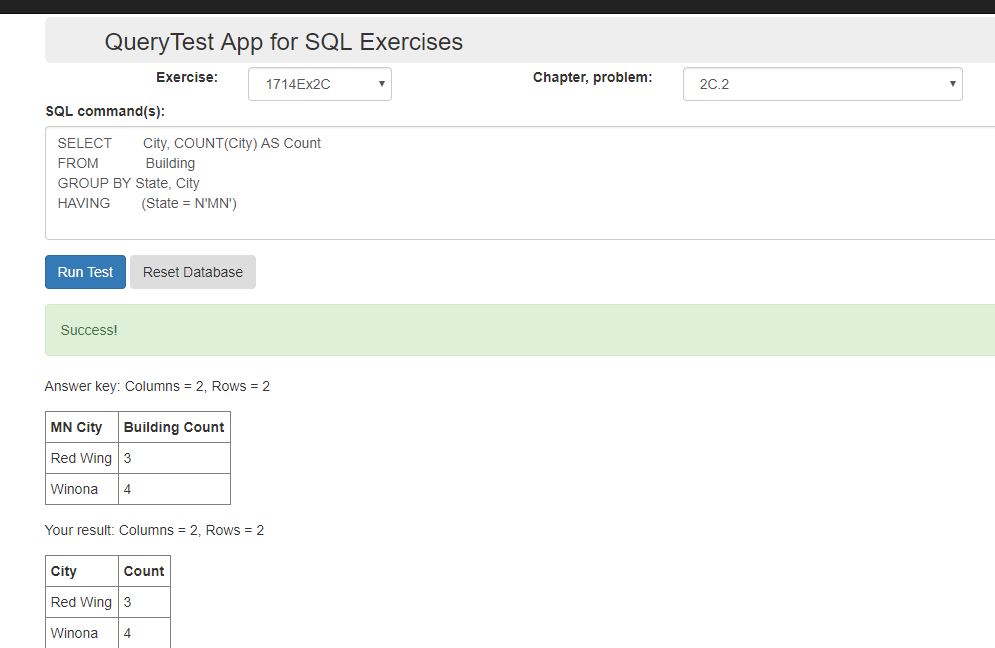 QueryTest App for SQL Exercises
Exercise: 1714Ex2C Chapter, problem: 2C.2
SQL command(s):
SELECT City, COUNT(City) AS Count
FROM Building
GROUP BY State, City
HAVING (State = N'MN')
Run Test Reset Database
Success!
Answer key: Columns = 2, Rows = 2
MN City Building Count
Red Wing 3
Winona 4
Your result: Columns = 2, Rows = 2
City Count
Red Wing 3
Winona 4